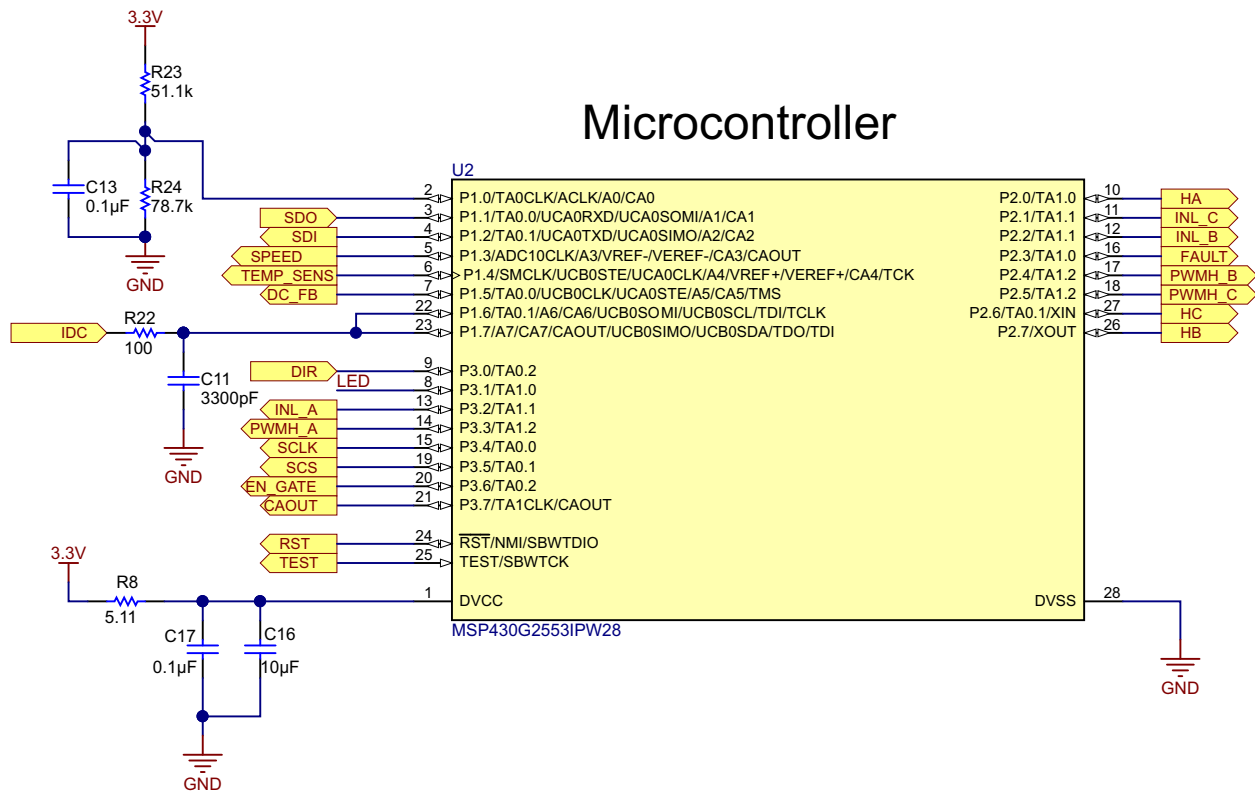 Microcontroller
3.3V
R23
51.1k
C13
0.1µF
R24
78.7k
GND
U2
2 P1.0/TA0CLK/ACLK/A0/CA0
SDO 3 P1.1/TA0.0/UCA0RXD/UCA0SOMI/A1/CA1
SDI 4 P1.2/TA0.1/UCA0TXD/UCA0SIMO/A2/CA2
SPEED 5 P1.3/ADC10CLK/A3/VREF-/VEREF-/CA3/CAOUT
TEMP_SENS 6 P1.4/SMCLK/UCB0STE/UCA0CLK/A4/VREF+/VEREF+/CA4/TCK
DC_FB 7 P1.5/TA0.0/UCB0CLK/UCA0STE/A5/CA5/TMS
22 P1.6/TA0.1/A6/CA6/UCB0SOMI/UCB0SCL/TDI/TCLK
23 P1.7/A7/CA7/CAOUT/UCB0SIMO/UCB0SDA/TDO/TDI
IDC
R22
100
C11
3300pF
GND
DIR 9 P3.0/TA0.2
LED 8 P3.1/TA1.0
INL_A 13 P3.2/TA1.1
PWMH_A 14 P3.3/TA1.2
SCLK 15 P3.4/TA0.0
SCS 19 P3.5/TA0.1
EN_GATE 20 P3.6/TA0.2
CAOUT 21 P3.7/TA1CLK/CAOUT
RST 24 RST/NMI/SBWTDIO
TEST 25 TEST/SBWTCK
1 DVCC
P2.0/TA1.0 10 HA
P2.1/TA1.1 11 INL_C
P2.2/TA1.1 12 INL_B
P2.3/TA1.0 16 FAULT
P2.4/TA1.2 17 PWMH_B
P2.5/TA1.2 18 PWMH_C
P2.6/TA0.1/XIN 27 HC
P2.7/XOUT 26 HB
DVSS 28
GND
MSP430G2553IPW28
3.3V
R8
5.11
C17
0.1µF
C16
10µF
GND